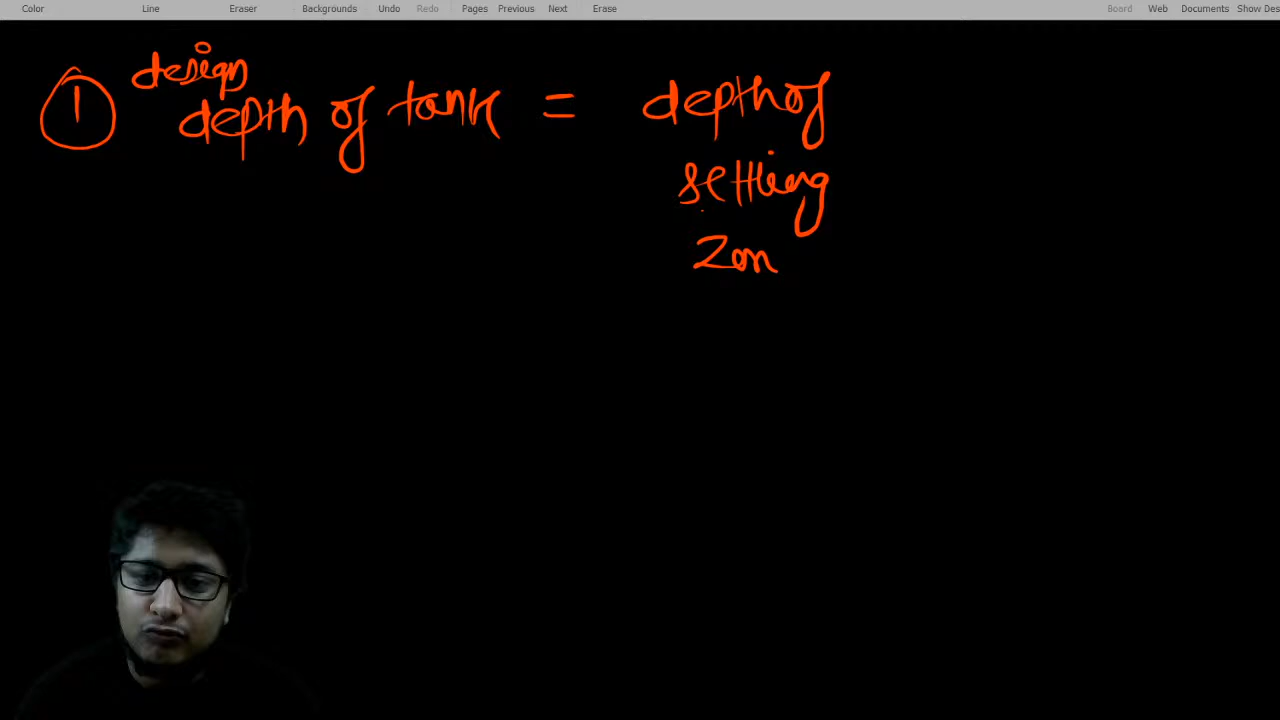 Color Line Eraser Backgrounds Undo Redo Pages Previous Next Erase Board Web Documents Show Des
① design
depth of tank = depth of
settling
Zon